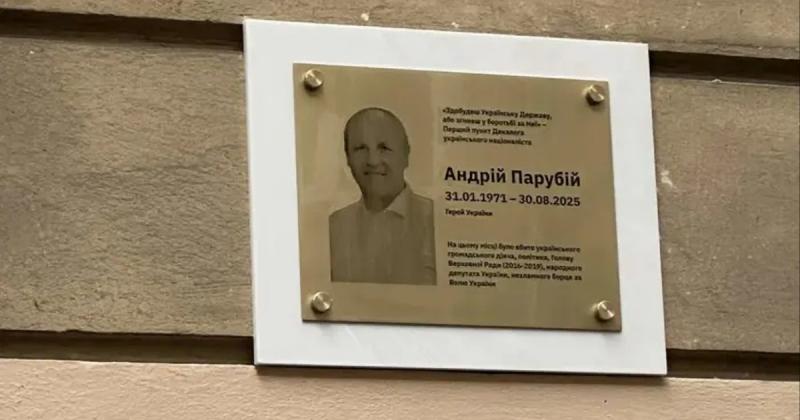 «Здобудеш Українську Державу,
або згинеш у боротьбі за Неї» –
Перший пункт Декалога
українського націоналіста
Андрій Парубій
31.01.1971 – 30.08.2025
Герой України
На цьому місці було вбито українського
громадського діяча, політика, Голову
Верховної Ради (2016–2019), народного
депутата України, незламного борця за
Волю України